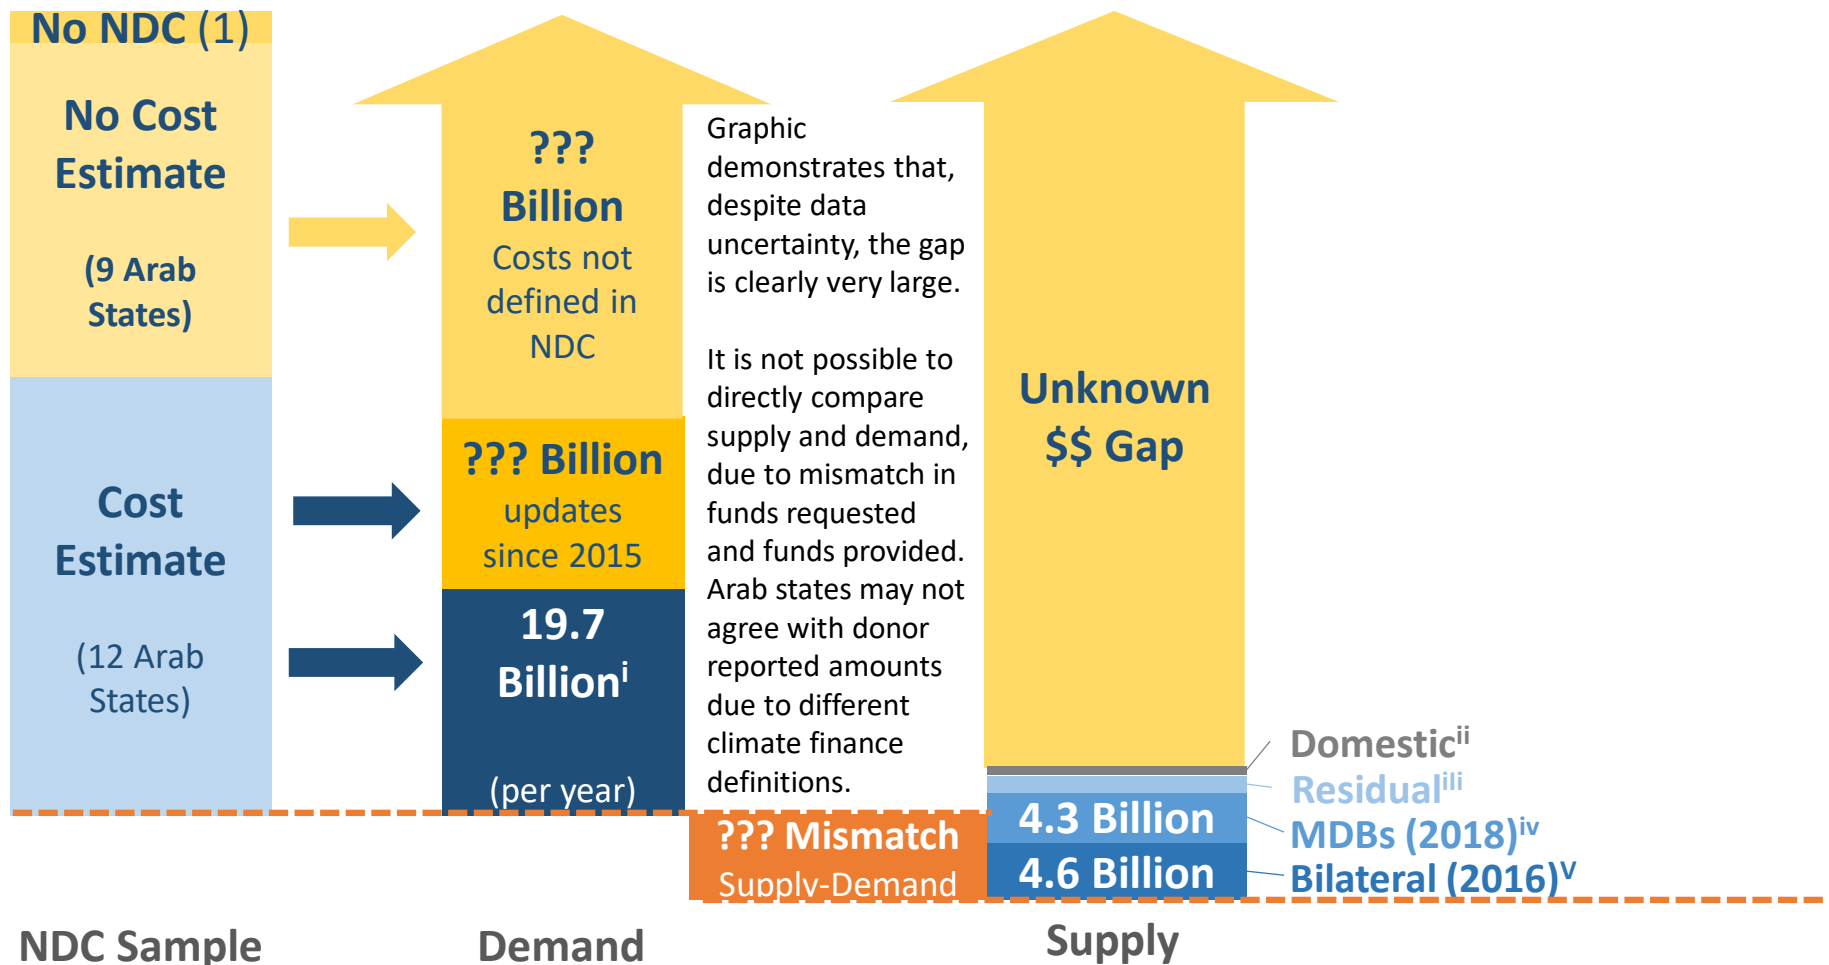 No NDC (1)
No Cost
Estimate
(9 Arab
States)
Cost
Estimate
(12 Arab
States)
NDC Sample
???
Billion
Costs not
defined in
NDC
??? Billion
updates
since 2015
19.7
Billionⁱ
(per year)
Demand
Graphic
demonstrates that,
despite data
uncertainty, the gap
is clearly very large.
It is not possible to
directly compare
supply and demand,
due to mismatch in
funds requested
and funds provided.
Arab states may not
agree with donor
reported amounts
due to different
climate finance
definitions.
??? Mismatch
Supply-Demand
Unknown
$$ Gap
4.3 Billion
4.6 Billion
Supply
Domesticⁱⁱ
Residualⁱˡⁱ
MDBs (2018)ⁱᵛ
Bilateral (2016)ⱽ